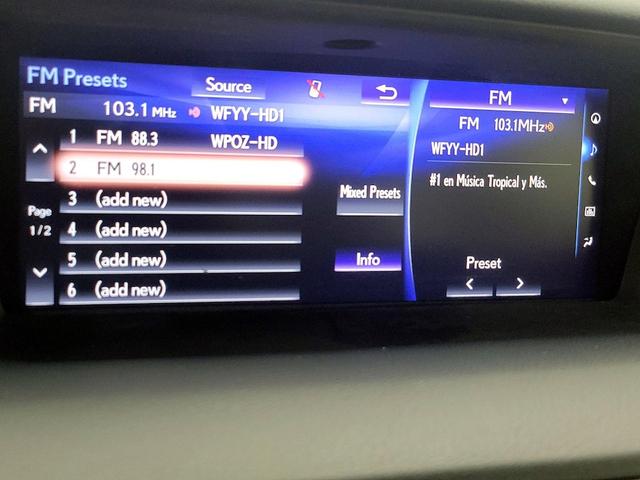 FM Presets
Source
FM 103.1 MHz WFYY-HD1
1 FM 88.3 WPOZ-HD
2 FM 98.1
3 (add new)
4 (add new)
5 (add new)
6 (add new)
Page
1/2
Mixed Presets
Info
FM
FM 103.1MHz
WFYY-HD1
#1 en Música Tropical y Más.
Preset